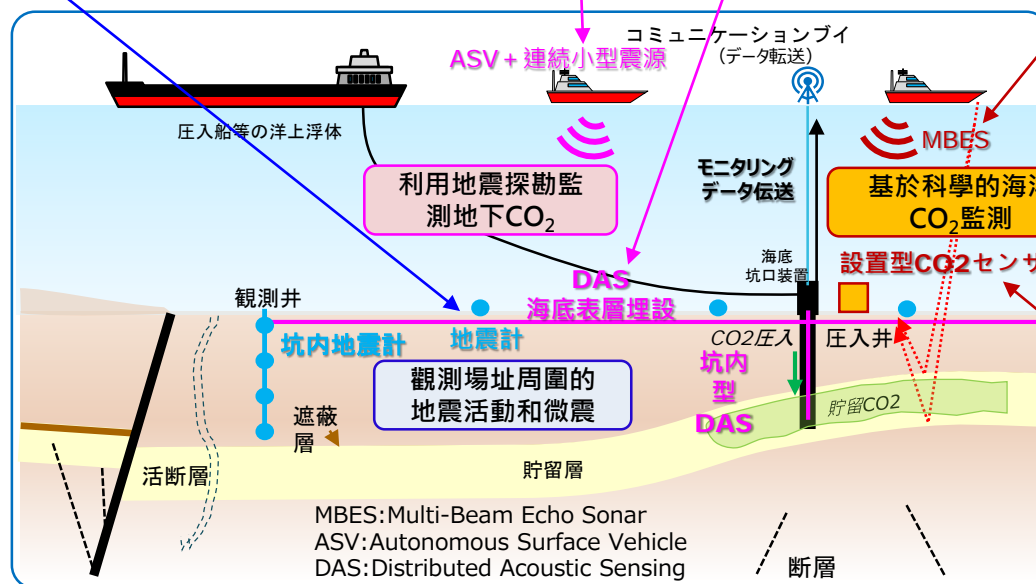 コミュニケーションブイ
(データ転送)
ASV+連続小型震源
圧入船等の洋上浮体
MBES
利用地震探勘監
測地下CO₂
モニタリング
データ伝送
基於科學的海洋
CO₂監測
海底
坑口装置
設置型CO2センサ
DAS
海底表層埋設
観測井
坑内地震計
地震計
CO2圧入
圧入井
觀測場址周圍的
地震活動和微震
坑内
型
DAS
遮蔽
層
貯留CO2
活断層
貯留層
MBES:Multi-Beam Echo Sonar
ASV:Autonomous Surface Vehicle
DAS:Distributed Acoustic Sensing
断層